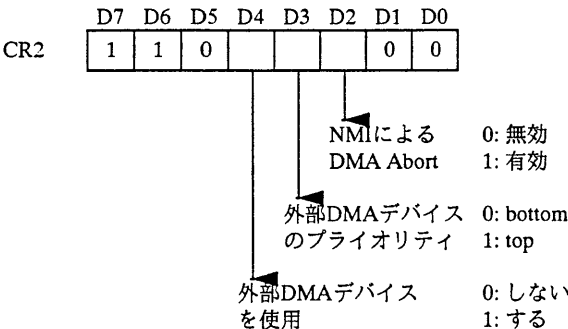 D7 D6 D5 D4 D3 D2 D1 D0
CR2 1 1 0 0 0
NMIによる 0: 無効
DMA Abort 1: 有効
外部DMAデバイス 0: bottom
のプライオリティ 1: top
外部DMAデバイス 0: しない
を使用 1: する